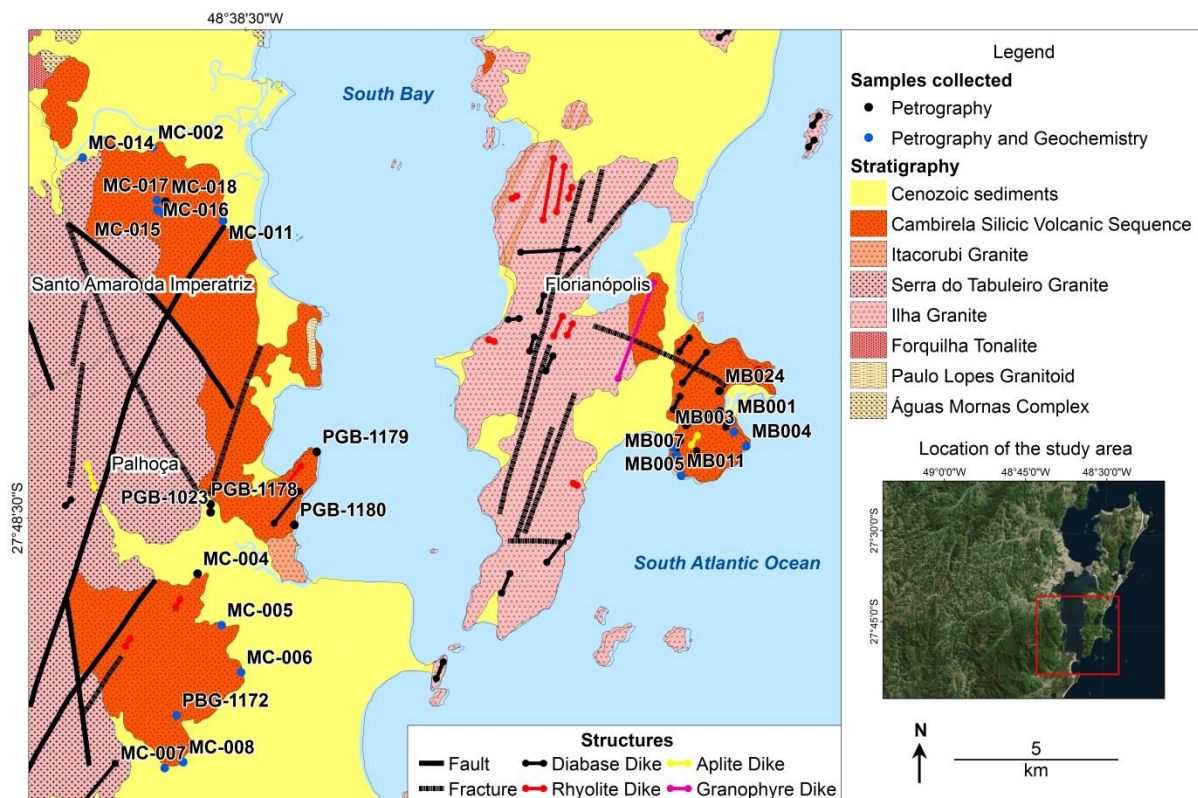 48°38'30"W
South Bay
MC-002
MC-014
MC-017
MC-018
MC-016
MC-015
MC-011
Santo Amaro da Imperatriz
Florianópolis
MB024
MB001
MB003
MB004
MB007
MB005
MB011
PGB-1179
Palhoça
PGB-1178
PGB-1023
PGB-1180
27°48'30"S
MC-004
South Atlantic Ocean
MC-005
MC-006
PBG-1172
MC-008
MC-007
Structures
Fault
Diabase Dike
Aplite Dike
Fracture
Rhyolite Dike
Granophyre Dike
Legend
Samples collected
Petrography
Petrography and Geochemistry
Stratigraphy
Cenozoic sediments
Cambirela Silicic Volcanic Sequence
Itacorubi Granite
Serra do Tabuleiro Granite
Ilha Granite
Forquilha Tonalite
Paulo Lopes Granitoid
Águas Mornas Complex
Location of the study area
49°0'0"W 48°45'0"W 48°30'0"W
27°30'0"S
27°45'0"S
N
5
km